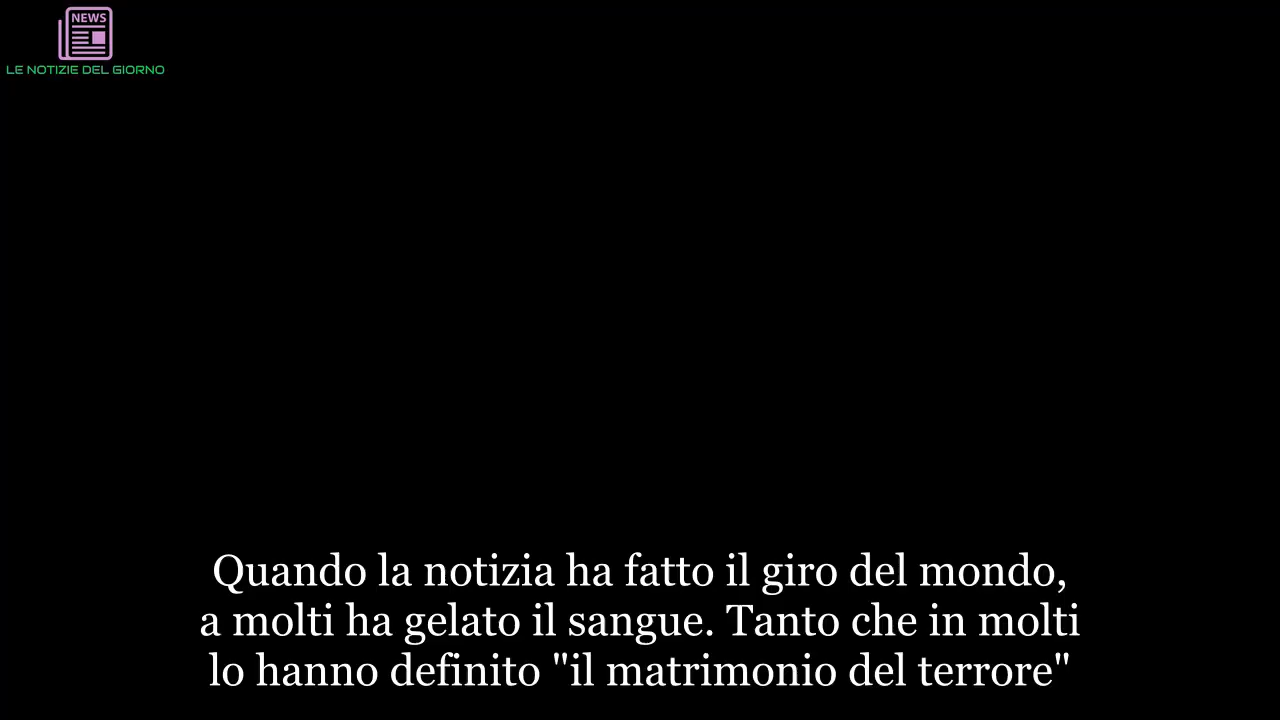 NEWS
LE NOTIZIE DEL GIORNO
Quando la notizia ha fatto il giro del mondo,
a molti ha gelato il sangue. Tanto che in molti
lo hanno definito "il matrimonio del terrore"